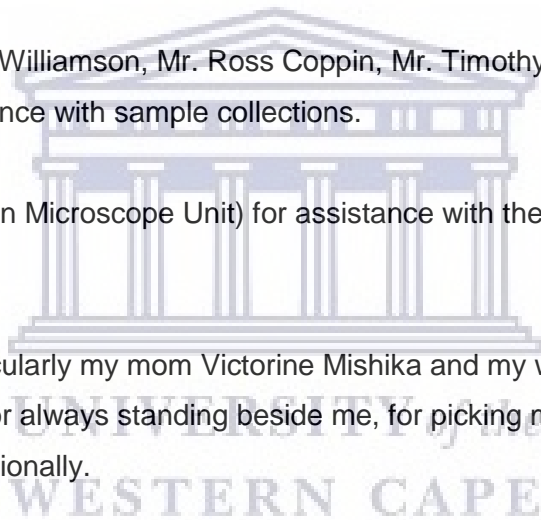 Williamson, Mr. Ross Coppin, Mr. Timothy
nce with sample collections.
n Microscope Unit) for assistance with the
cularly my mom Victorine Mishika and my w
or always standing beside me, for picking m
UNIVERSITY of the
ionally.
WESTERN CAPE